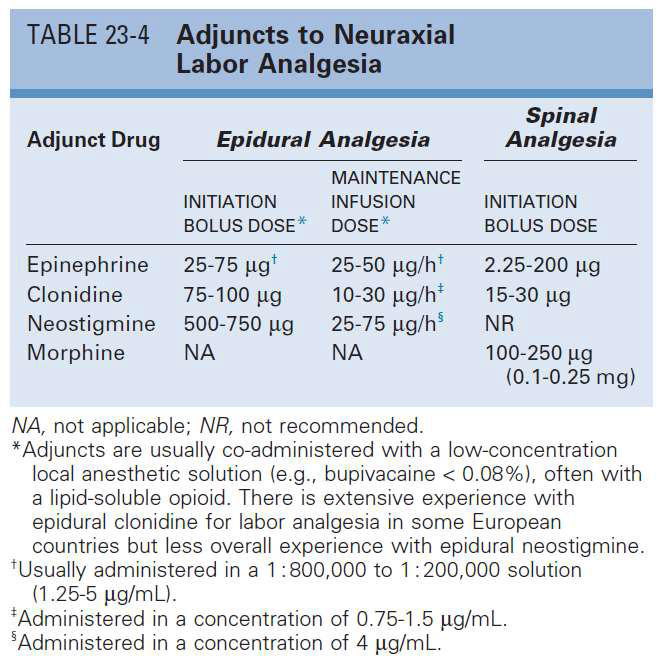 TABLE 23-4 Adjuncts to Neuraxial
Labor Analgesia
Spinal
Adjunct Drug Epidural Analgesia Analgesia
MAINTENANCE
INITIATION INFUSION INITIATION
BOLUS DOSE* DOSE* BOLUS DOSE
Epinephrine 25-75 μg† 25-50 μg/h† 2.25-200 μg
Clonidine 75-100 μg 10-30 μg/h‡ 15-30 μg
Neostigmine 500-750 μg 25-75 μg/h§ NR
Morphine NA NA 100-250 μg
(0.1-0.25 mg)
NA, not applicable; NR, not recommended.
*Adjuncts are usually co-administered with a low-concentration
local anesthetic solution (e.g., bupivacaine < 0.08%), often with
a lipid-soluble opioid. There is extensive experience with
epidural clonidine for labor analgesia in some European
countries but less overall experience with epidural neostigmine.
†Usually administered in a 1:800,000 to 1:200,000 solution
(1.25-5 μg/mL).
‡Administered in a concentration of 0.75-1.5 μg/mL.
§Administered in a concentration of 4 μg/mL.